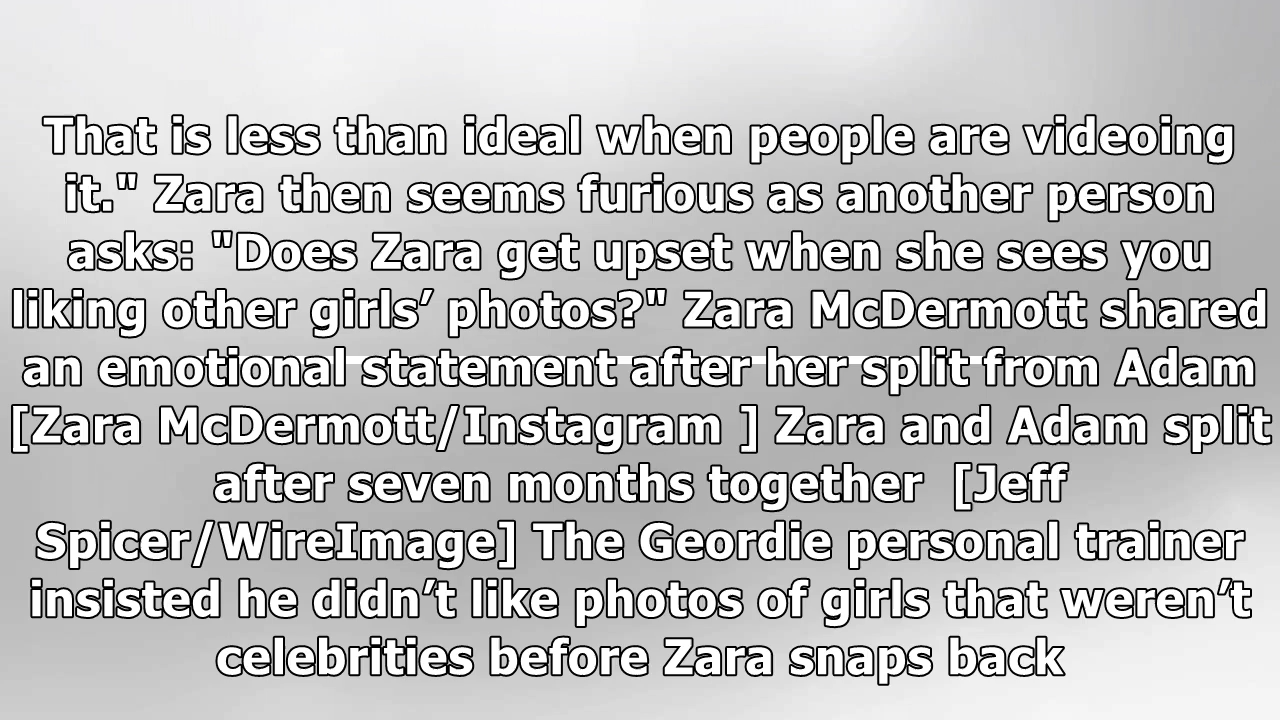 That is less than ideal when people are videoing
it." Zara then seems furious as another person
asks: "Does Zara get upset when she sees you
liking other girls’ photos?" Zara McDermott shared
an emotional statement after her split from Adam
[Zara McDermott/Instagram ] Zara and Adam split
after seven months together  [Jeff
Spicer/WireImage] The Geordie personal trainer
insisted he didn’t like photos of girls that weren’t
celebrities before Zara snaps back